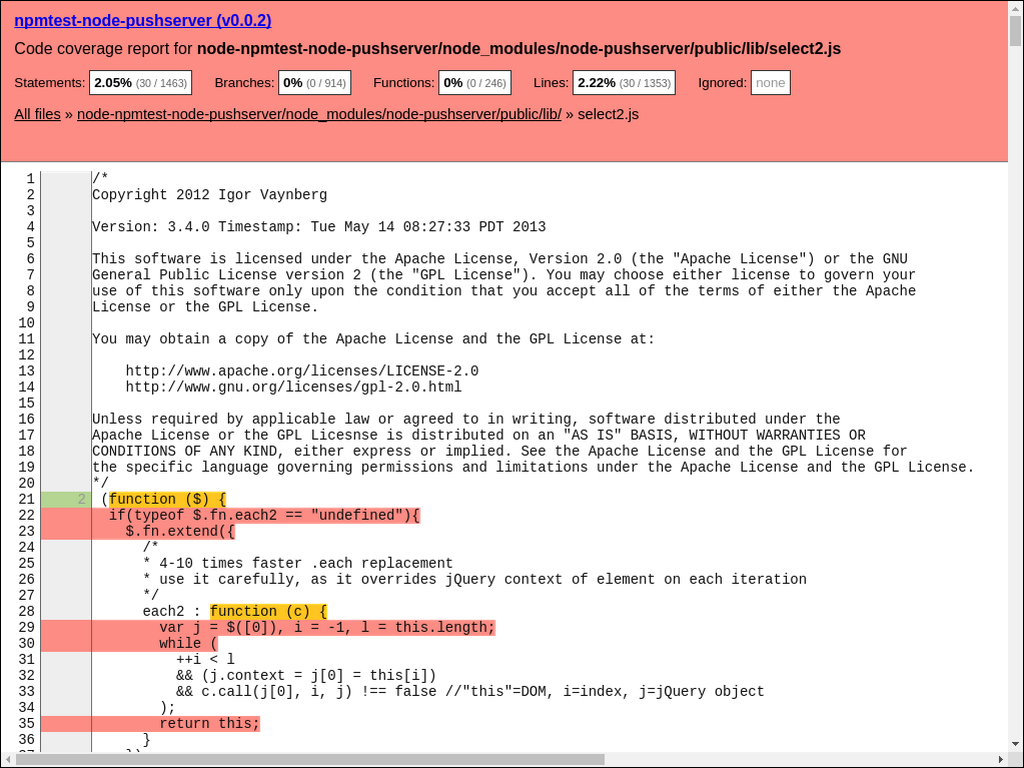 npmtest-node-pushserver (v0.0.2)
Code coverage report for node-npmtest-node-pushserver/node_modules/node-pushserver/public/lib/select2.js
Statements: 2.05% (30 / 1463) Branches: 0% (0 / 914) Functions: 0% (0 / 246) Lines: 2.22% (30 / 1353) Ignored: none
All files » node-npmtest-node-pushserver/node_modules/node-pushserver/public/lib/ » select2.js
1 /*
2 Copyright 2012 Igor Vaynberg
3
4 Version: 3.4.0 Timestamp: Tue May 14 08:27:33 PDT 2013
5
6 This software is licensed under the Apache License, Version 2.0 (the "Apache License") or the GNU
7 General Public License version 2 (the "GPL License"). You may choose either license to govern your
8 use of this software only upon the condition that you accept all of the terms of either the Apache
9 License or the GPL License.
10
11 You may obtain a copy of the Apache License and the GPL License at:
12
13 http://www.apache.org/licenses/LICENSE-2.0
14 http://www.gnu.org/licenses/gpl-2.0.html
15
16 Unless required by applicable law or agreed to in writing, software distributed under the
17 Apache License or the GPL Licesnse is distributed on an "AS IS" BASIS, WITHOUT WARRANTIES OR
18 CONDITIONS OF ANY KIND, either express or implied. See the Apache License and the GPL License for
19 the specific language governing permissions and limitations under the Apache License and the GPL License.
20 */
21 2 (function ($) {
22 if(typeof $.fn.each2 == "undefined"){
23 $.fn.extend({
24 /*
25 * 4-10 times faster .each replacement
26 * use it carefully, as it overrides jQuery context of element on each iteration
27 */
28 each2 : function (c) {
29 var j = $([0]), i = -1, l = this.length;
30 while (
31 ++i < l
32 && (j.context = j[0] = this[i])
33 && c.call(j[0], i, j) !== false //"this"=DOM, i=index, j=jQuery object
34 );
35 return this;
36 }